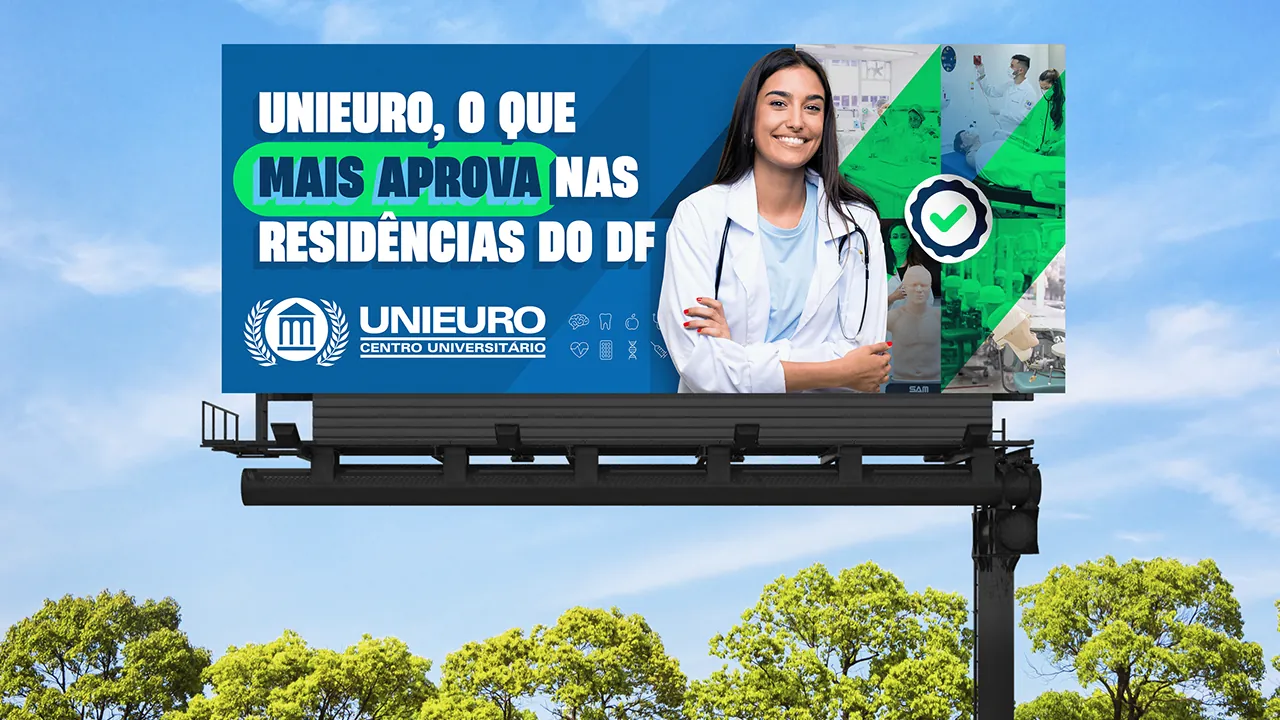 UNIEURO, O QUE
MAIS APROVA NAS
RESIDÊNCIAS DO DF
UNIEURO
CENTRO UNIVERSITÁRIO
SAM